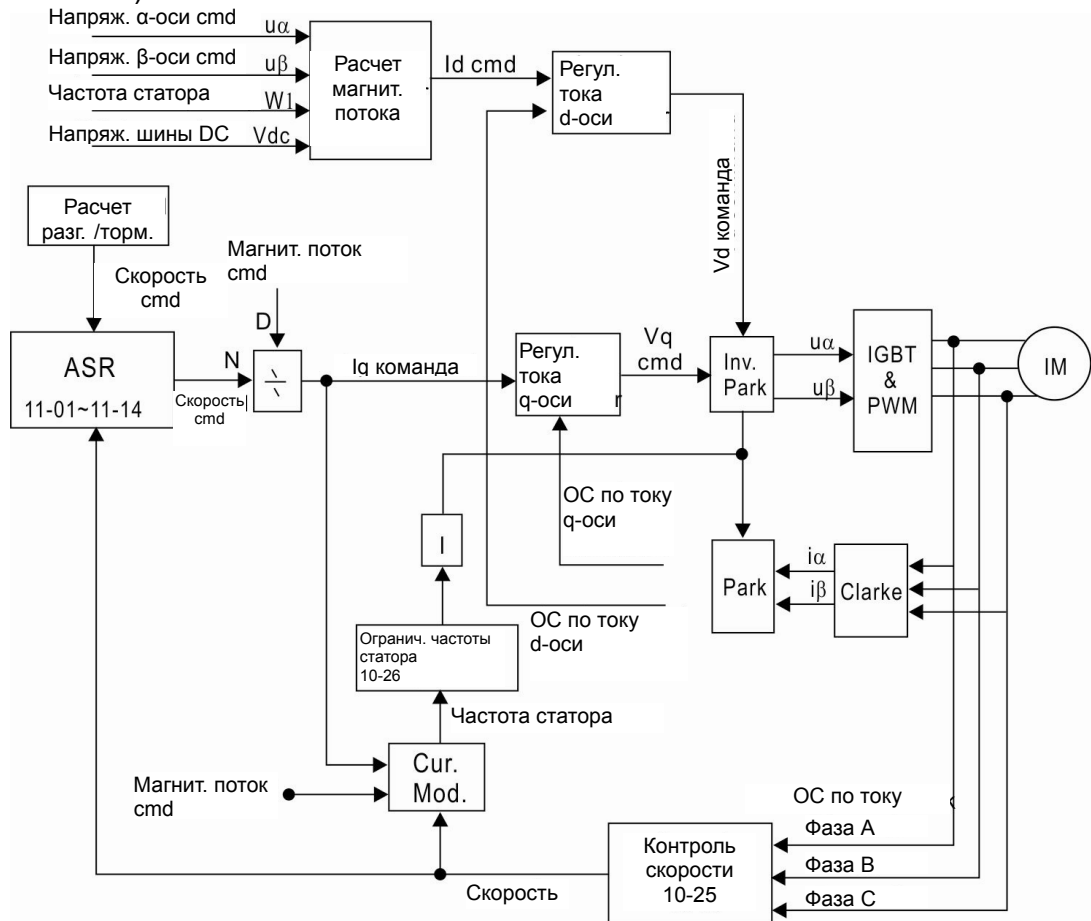 Напряж. α-оси cmd
uα
Напряж. β-оси cmd
uβ
Частота статора
W1
Напряж. шины DC
Vdc
Расчет
магнит.
потока
Id cmd
Регул.
тока
d-оси
Расчет
разг. /торм.
Скорость
cmd
Магнит. поток
cmd
D
Vd команда
ASR
11-01~11-14
N
Скорость
cmd
Iq команда
Регул.
тока
q-оси
r
Vq
cmd
Inv.
Park
uα
uβ
IGBT
&
PWM
IM
ОС по току
q-оси
I
Park
iα
iβ
Clarke
ОС по току
d-оси
Огранич. частоты
статора
10-26
Частота статора
Cur.
Mod.
Магнит. поток
cmd
ОС по току
Фаза A
Фаза B
Фаза C
Контроль
скорости
10-25
Скорость